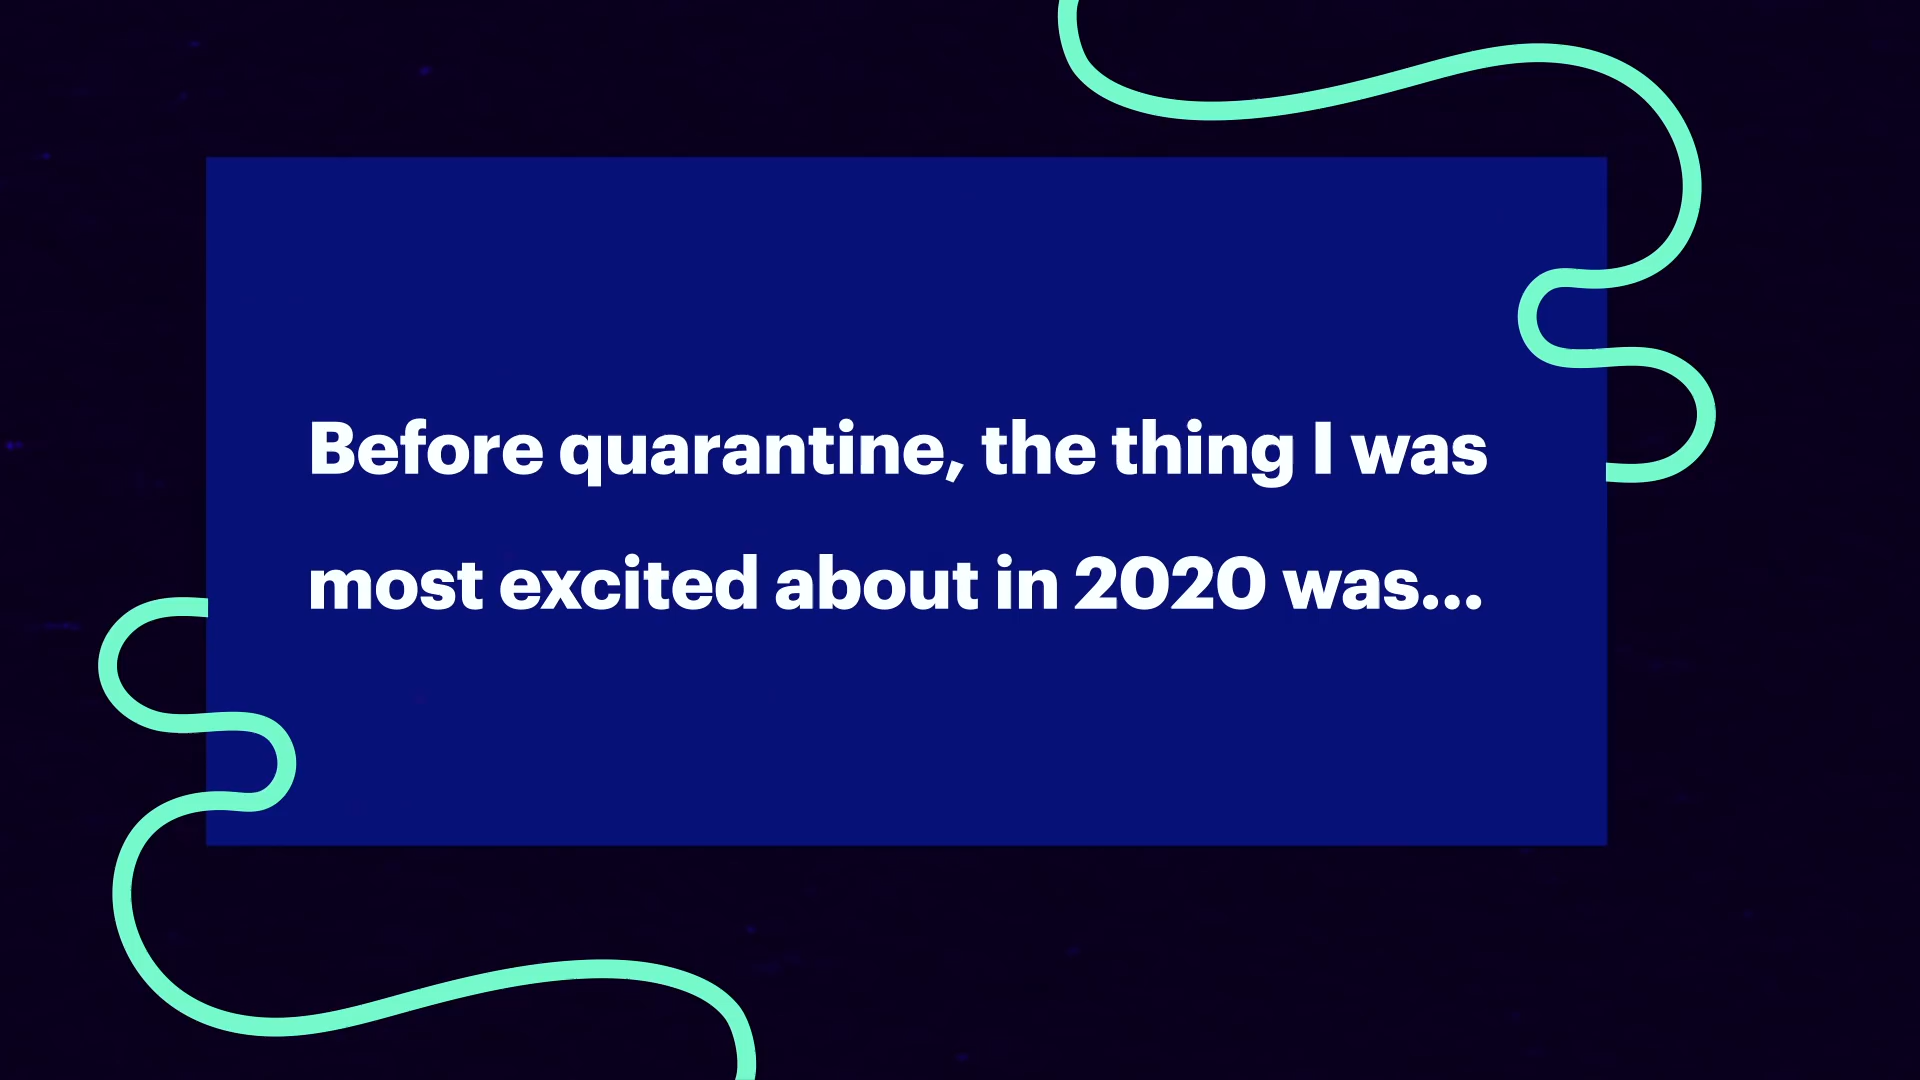 Before quarantine, the thing I was
most excited about in 2020 was...